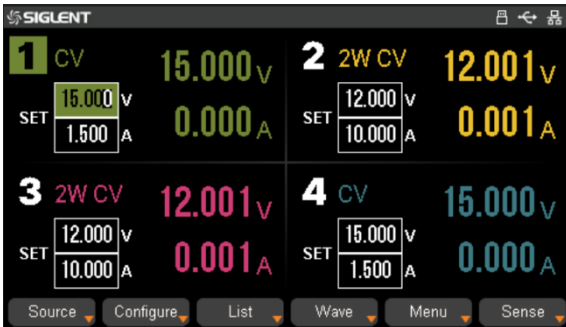 SIGLENT
1 CV 15.000 V
SET 15.000 V
1.500 A 0.000 A
2 2W CV 12.001 V
SET 12.000 V
10.000 A 0.001 A
3 2W CV 12.001 V
SET 12.000 V
10.000 A 0.001 A
4 CV 15.000 V
SET 15.000 V
1.500 A 0.000 A
Source Configure List Wave Menu Sense